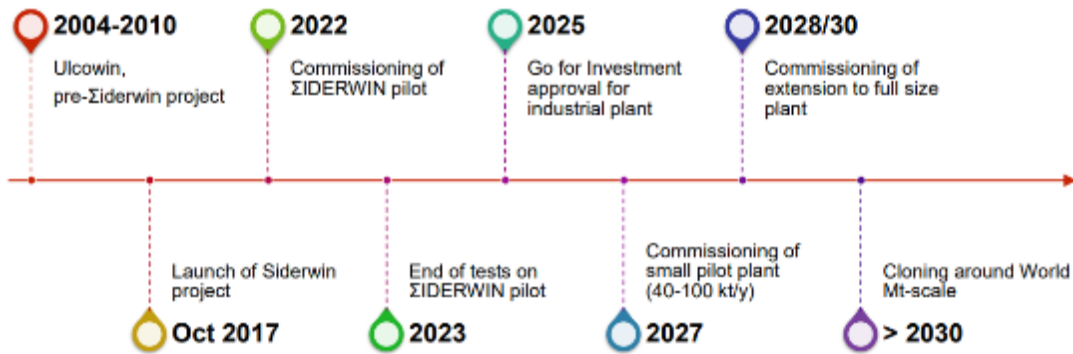 2004-2010
Ulcowin,
pre-Σiderwin project
2022
Commissioning of
ΣIDERWIN pilot
2025
Go for Investment
approval for
industrial plant
2028/30
Commissioning of
extension to full size
plant
Launch of Siderwin
project
Oct 2017
End of tests on
ΣIDERWIN pilot
2023
Commissioning of
small pilot plant
(40-100 kt/y)
2027
Cloning around World
Mt-scale
> 2030